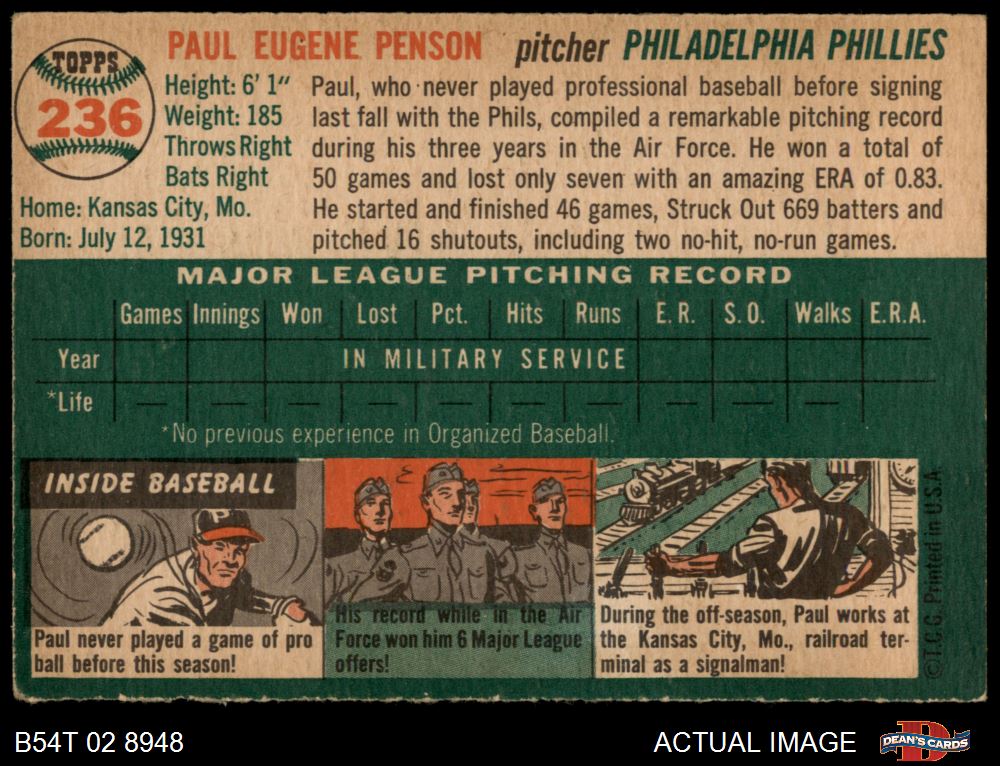 TOPPS
236
PAUL EUGENE PENSON pitcher PHILADELPHIA PHILLIES
Height: 6' 1"
Weight: 185
Throws Right
Bats Right
Home: Kansas City, Mo.
Born: July 12, 1931
Paul, who never played professional baseball before signing
last fall with the Phils, compiled a remarkable pitching record
during his three years in the Air Force. He won a total of
50 games and lost only seven with an amazing ERA of 0.83.
He started and finished 46 games, Struck Out 669 batters and
pitched 16 shutouts, including two no-hit, no-run games.
MAJOR LEAGUE PITCHING RECORD
Games Innings Won Lost Pct. Hits Runs E.R. S.O. Walks E.R.A.
Year IN MILITARY SERVICE
*Life — — — — — — — — — —
*No previous experience in Organized Baseball.
INSIDE BASEBALL
P
Paul never played a game of pro
ball before this season!
His record while in the Air
Force won him 6 Major League
offers!
During the off-season, Paul works at
the Kansas City, Mo., railroad ter-
minal as a signalman!
©T.C.G. Printed in U.S.A.
B54T 02 8948
ACTUAL IMAGE
D
DEAN'S CARDS